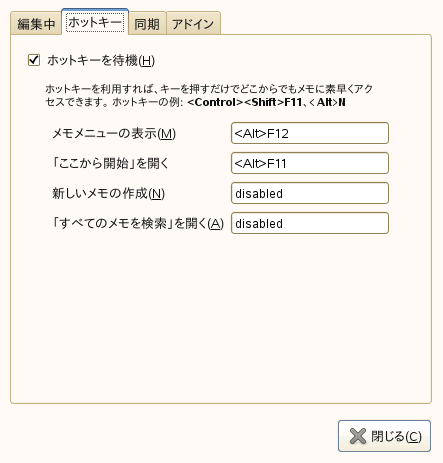 編集中 ホットキー 同期 アドイン
ホットキーを待機(H)
ホットキーを利用すれば、キーを押すだけでどこからでもメモに素早くアク
セスできます。ホットキーの例: <Control><Shift>F11、<Alt>N
メモメニューの表示(M) <Alt>F12
「ここから開始」を開く <Alt>F11
新しいメモの作成(N) disabled
「すべてのメモを検索」を開く(A) disabled
閉じる(C)